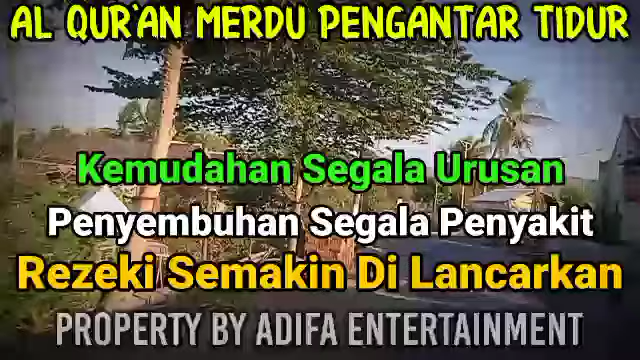 AL QUR'AN MERDU PENGANTAR TIDUR
Kemudahan Segala Urusan
Penyembuhan Segala Penyakit
Rezeki Semakin Di Lancarkan
PROPERTY BY ADIFA ENTERTAINMENT